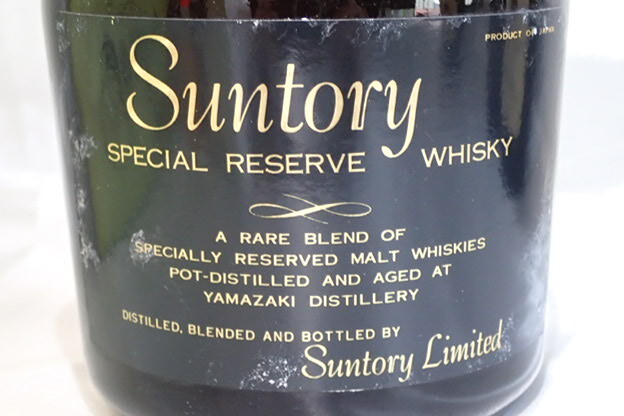 PRODUCT OF JAPAN
Suntory
SPECIAL RESERVE WHISKY
A RARE BLEND OF
SPECIALLY RESERVED MALT WHISKIES
POT-DISTILLED AND AGED AT
YAMAZAKI DISTILLERY
DISTILLED, BLENDED AND BOTTLED BY
Suntory Limited